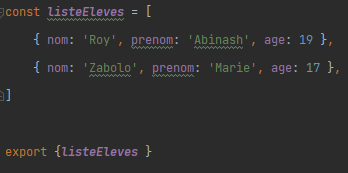 const listeEleves = [
    { nom: 'Roy', prenom: 'Abinash', age: 19 },
    { nom: 'Zabolo', prenom: 'Marie', age: 17 },
]
export {listeEleves }